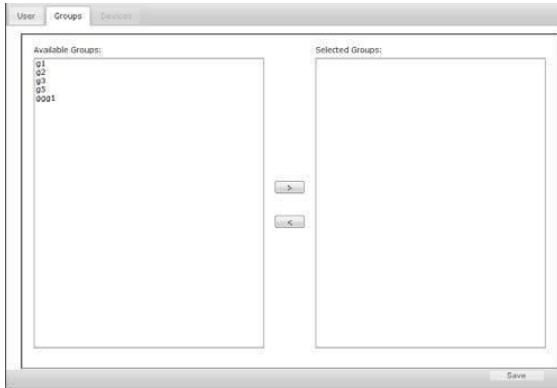 User Groups Devices
Available Groups: Selected Groups:
g1
g2
g3
g5
ggg1
>
<
Save